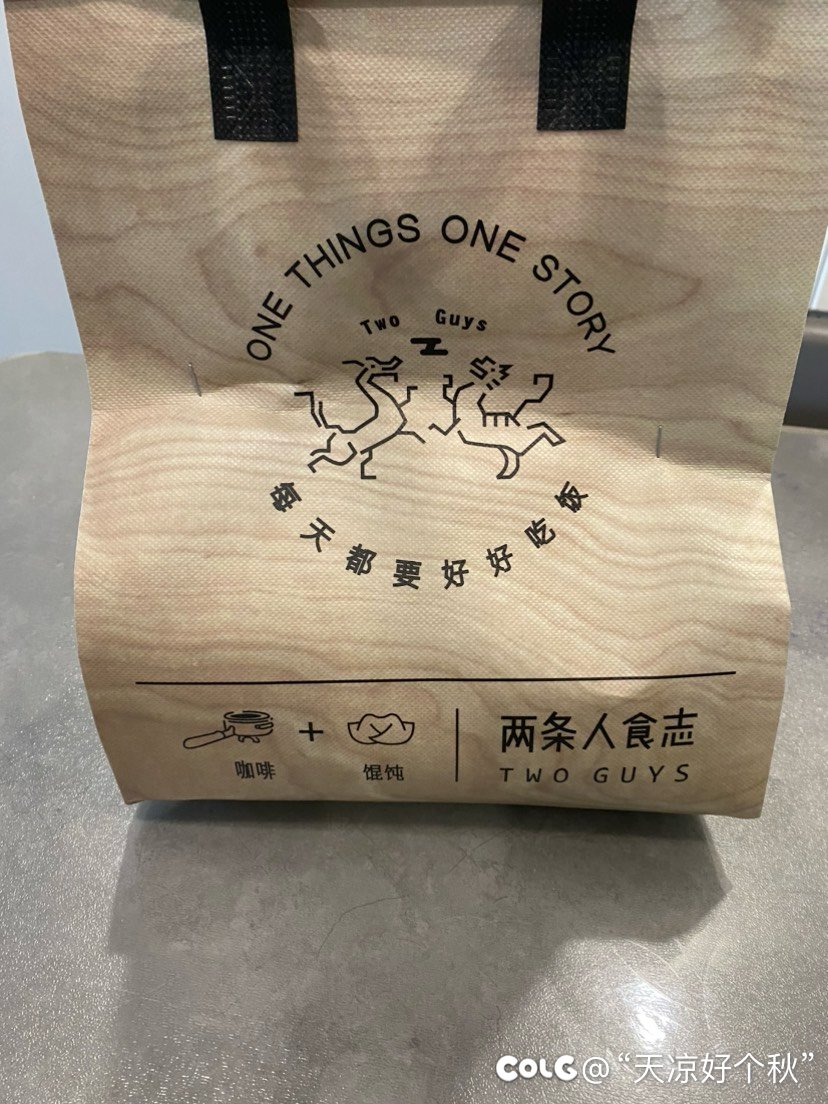 ONE THINGS ONE STORY
Two Guys
每天都要好好吃饭
咖啡
+
馄饨
两条人食志
TWO GUYS
COLG@“天凉好个秋”